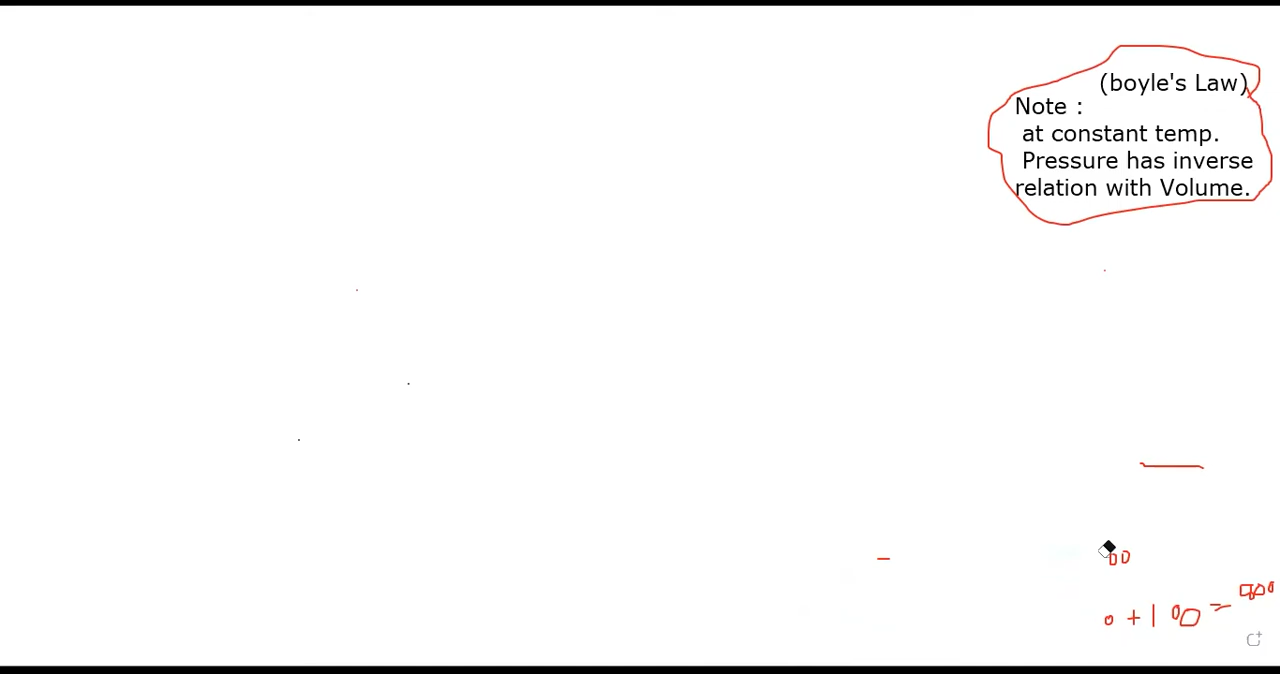 (boyle's Law)
Note :
at constant temp.
Pressure has inverse
relation with Volume.